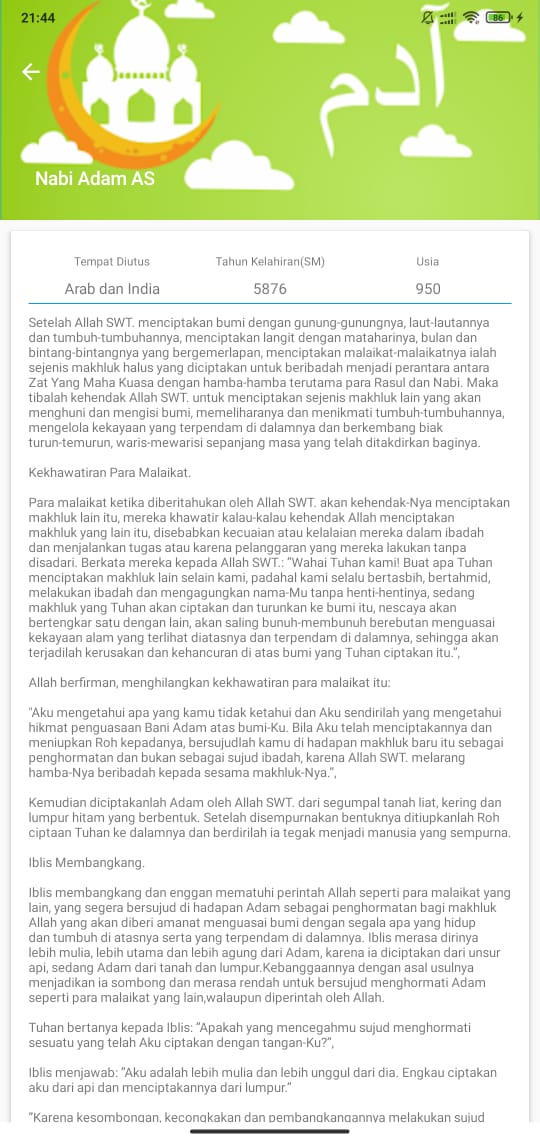 21:44
86
آدم
Nabi Adam AS
Tempat Diutus Tahun Kelahiran(SM) Usia
Arab dan India 5876 950
Setelah Allah SWT. menciptakan bumi dengan gunung-gunungnya, laut-lautannya
dan tumbuh-tumbuhannya, menciptakan langit dengan mataharinya, bulan dan
bintang-bintangnya yang bergemerlapan, menciptakan malaikat-malaikatnya ialah
sejenis makhluk halus yang diciptakan untuk beribadah menjadi perantara antara
Zat Yang Maha Kuasa dengan hamba-hamba terutama para Rasul dan Nabi. Maka
tibalah kehendak Allah SWT. untuk menciptakan sejenis makhluk lain yang akan
menghuni dan mengisi bumi, memeliharanya dan menikmati tumbuh-tumbuhannya,
mengelola kekayaan yang terpendam di dalamnya dan berkembang biak
turun-temurun, waris-mewarisi sepanjang masa yang telah ditakdirkan baginya.
Kekhawatiran Para Malaikat.
Para malaikat ketika diberitahukan oleh Allah SWT. akan kehendak-Nya menciptakan
makhluk lain itu, mereka khawatir kalau-kalau kehendak Allah menciptakan
makhluk yang lain itu, disebabkan kecuaian atau kelalaian mereka dalam ibadah
dan menjalankan tugas atau karena pelanggaran yang mereka lakukan tanpa
disadari. Berkata mereka kepada Allah SWT.: "Wahai Tuhan kami! Buat apa Tuhan
menciptakan makhluk lain selain kami, padahal kami selalu bertasbih, bertahmid,
melakukan ibadah dan mengagungkan nama-Mu tanpa henti-hentinya, sedang
makhluk yang Tuhan akan ciptakan dan turunkan ke bumi itu, nescaya akan
bertengkar satu dengan lain, akan saling bunuh-membunuh berebutan menguasai
kekayaan alam yang terlihat diatasnya dan terpendam di dalamnya, sehingga akan
terjadilah kerusakan dan kehancuran di atas bumi yang Tuhan ciptakan itu.",
Allah berfirman, menghilangkan kekhawatiran para malaikat itu:
"Aku mengetahui apa yang kamu tidak ketahui dan Aku sendirilah yang mengetahui
hikmat penguasaan Bani Adam atas bumi-Ku. Bila Aku telah menciptakannya dan
meniupkan Roh kepadanya, bersujudlah kamu di hadapan makhluk baru itu sebagai
penghormatan dan bukan sebagai sujud ibadah, karena Allah SWT. melarang
hamba-Nya beribadah kepada sesama makhluk-Nya.",
Kemudian diciptakanlah Adam oleh Allah SWT. dari segumpal tanah liat, kering dan
lumpur hitam yang berbentuk. Setelah disempurnakan bentuknya ditiupkanlah Roh
ciptaan Tuhan ke dalamnya dan berdirilah ia tegak menjadi manusia yang sempurna.
Iblis Membangkang.
Iblis membangkang dan enggan mematuhi perintah Allah seperti para malaikat yang
lain, yang segera bersujud di hadapan Adam sebagai penghormatan bagi makhluk
Allah yang akan diberi amanat menguasai bumi dengan segala apa yang hidup
dan tumbuh di atasnya serta yang terpendam di dalamnya. Iblis merasa dirinya
lebih mulia, lebih utama dan lebih agung dari Adam, karena ia diciptakan dari unsur
api, sedang Adam dari tanah dan lumpur.Kebanggaannya dengan asal usulnya
menjadikan ia sombong dan merasa rendah untuk bersujud menghormati Adam
seperti para malaikat yang lain,walaupun diperintah oleh Allah.
Tuhan bertanya kepada Iblis: "Apakah yang mencegahmu sujud menghormati
sesuatu yang telah Aku ciptakan dengan tangan-Ku?",
Iblis menjawab: "Aku adalah lebih mulia dan lebih unggul dari dia. Engkau ciptakan
aku dari api dan menciptakannya dari lumpur."
"Karena kesombongan, kecongkakan dan pembangkangannya melakukan sujud